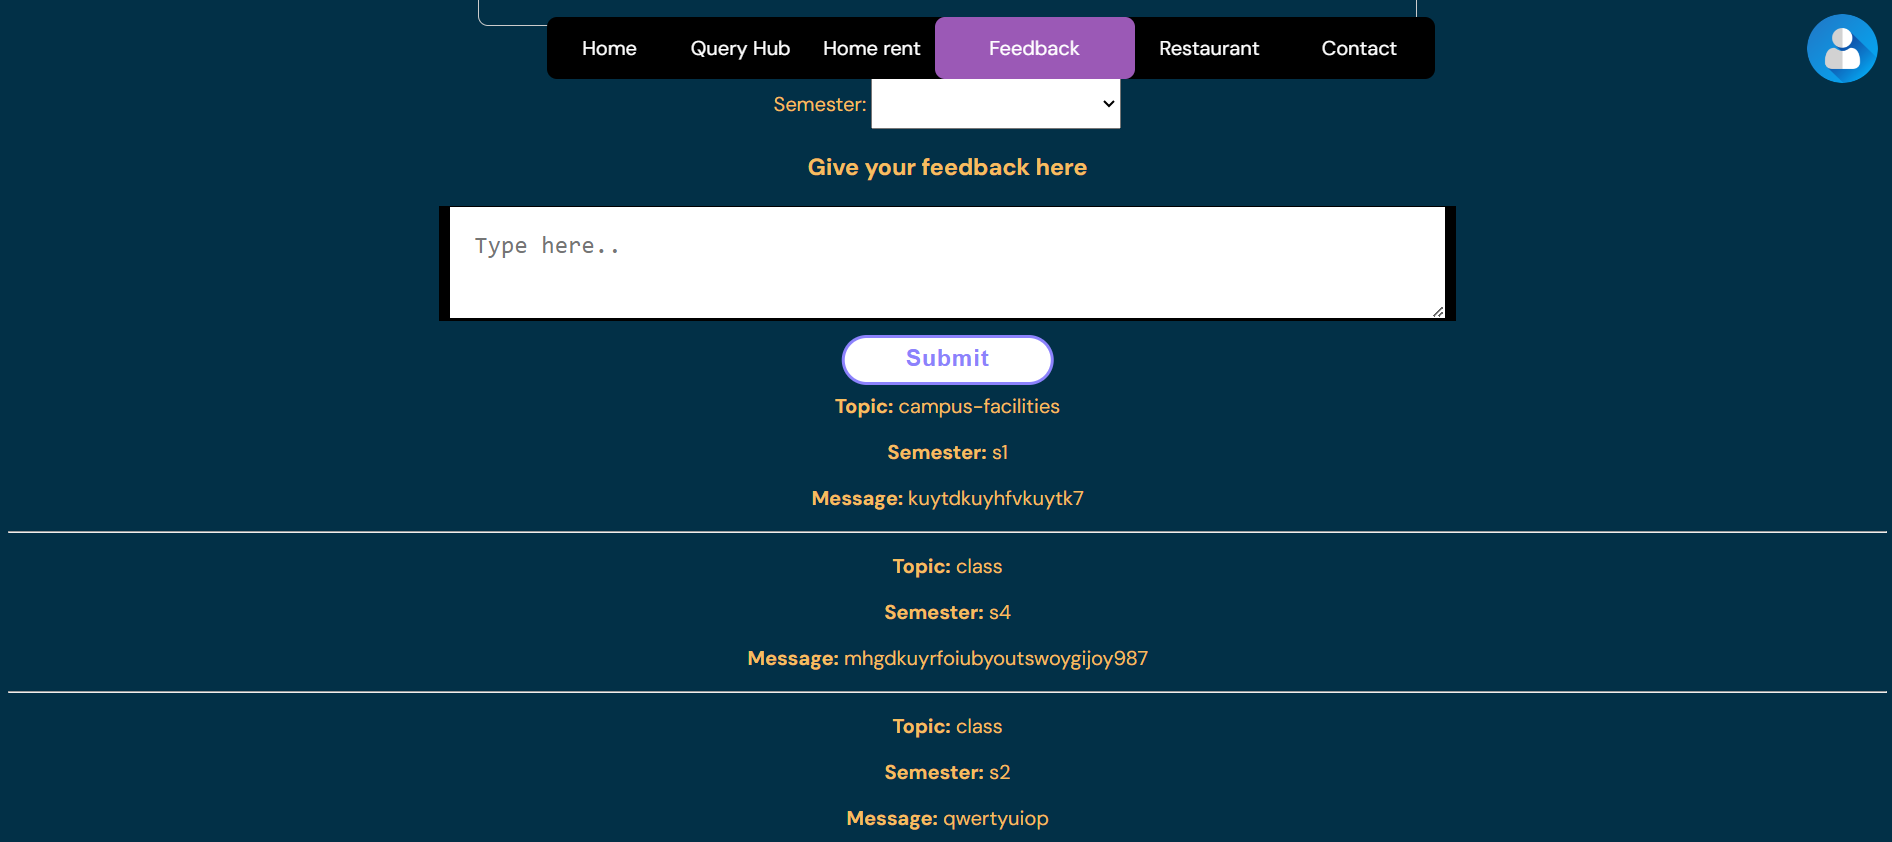 Home Query Hub Home rent Feedback Restaurant Contact
Semester:
Give your feedback here
Type here..
Submit
Topic: campus-facilities
Semester: s1
Message: kuytdkuyhfvkuytk7
Topic: class
Semester: s4
Message: mhgdkuyrfoiubyoutswoygijoy987
Topic: class
Semester: s2
Message: qwertyuiop